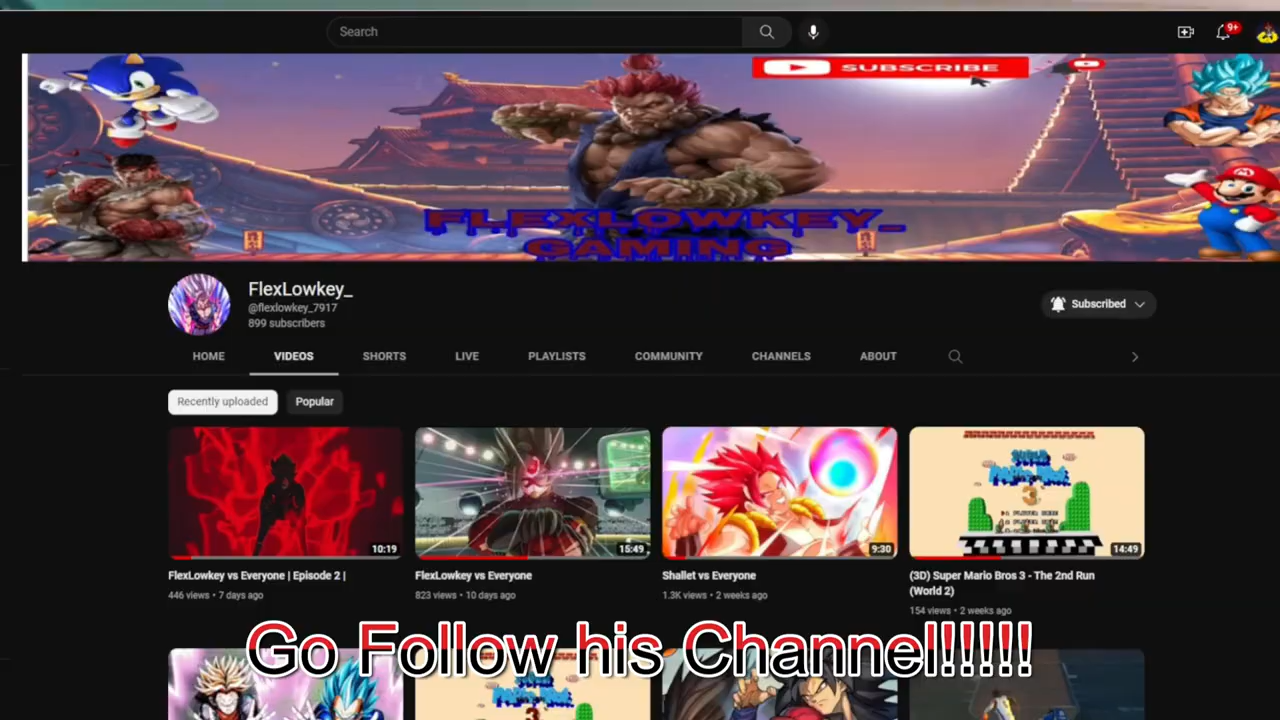 Search
9+
SUBSCRIBE
FLEXLOWKEY_
GAMING
FlexLowkey_
@flexlowkey_7917
899 subscribers
Subscribed
HOME VIDEOS SHORTS LIVE PLAYLISTS COMMUNITY CHANNELS ABOUT
Recently uploaded Popular
10:19 15:49 9:30 14:49
FlexLowkey vs Everyone | Episode 2 |
446 views • 7 days ago
FlexLowkey vs Everyone
823 views • 10 days ago
Shallet vs Everyone
1.3K views • 2 weeks ago
(3D) Super Mario Bros 3 - The 2nd Run
(World 2)
154 views • 2 weeks ago
Go Follow his Channel!!!!!